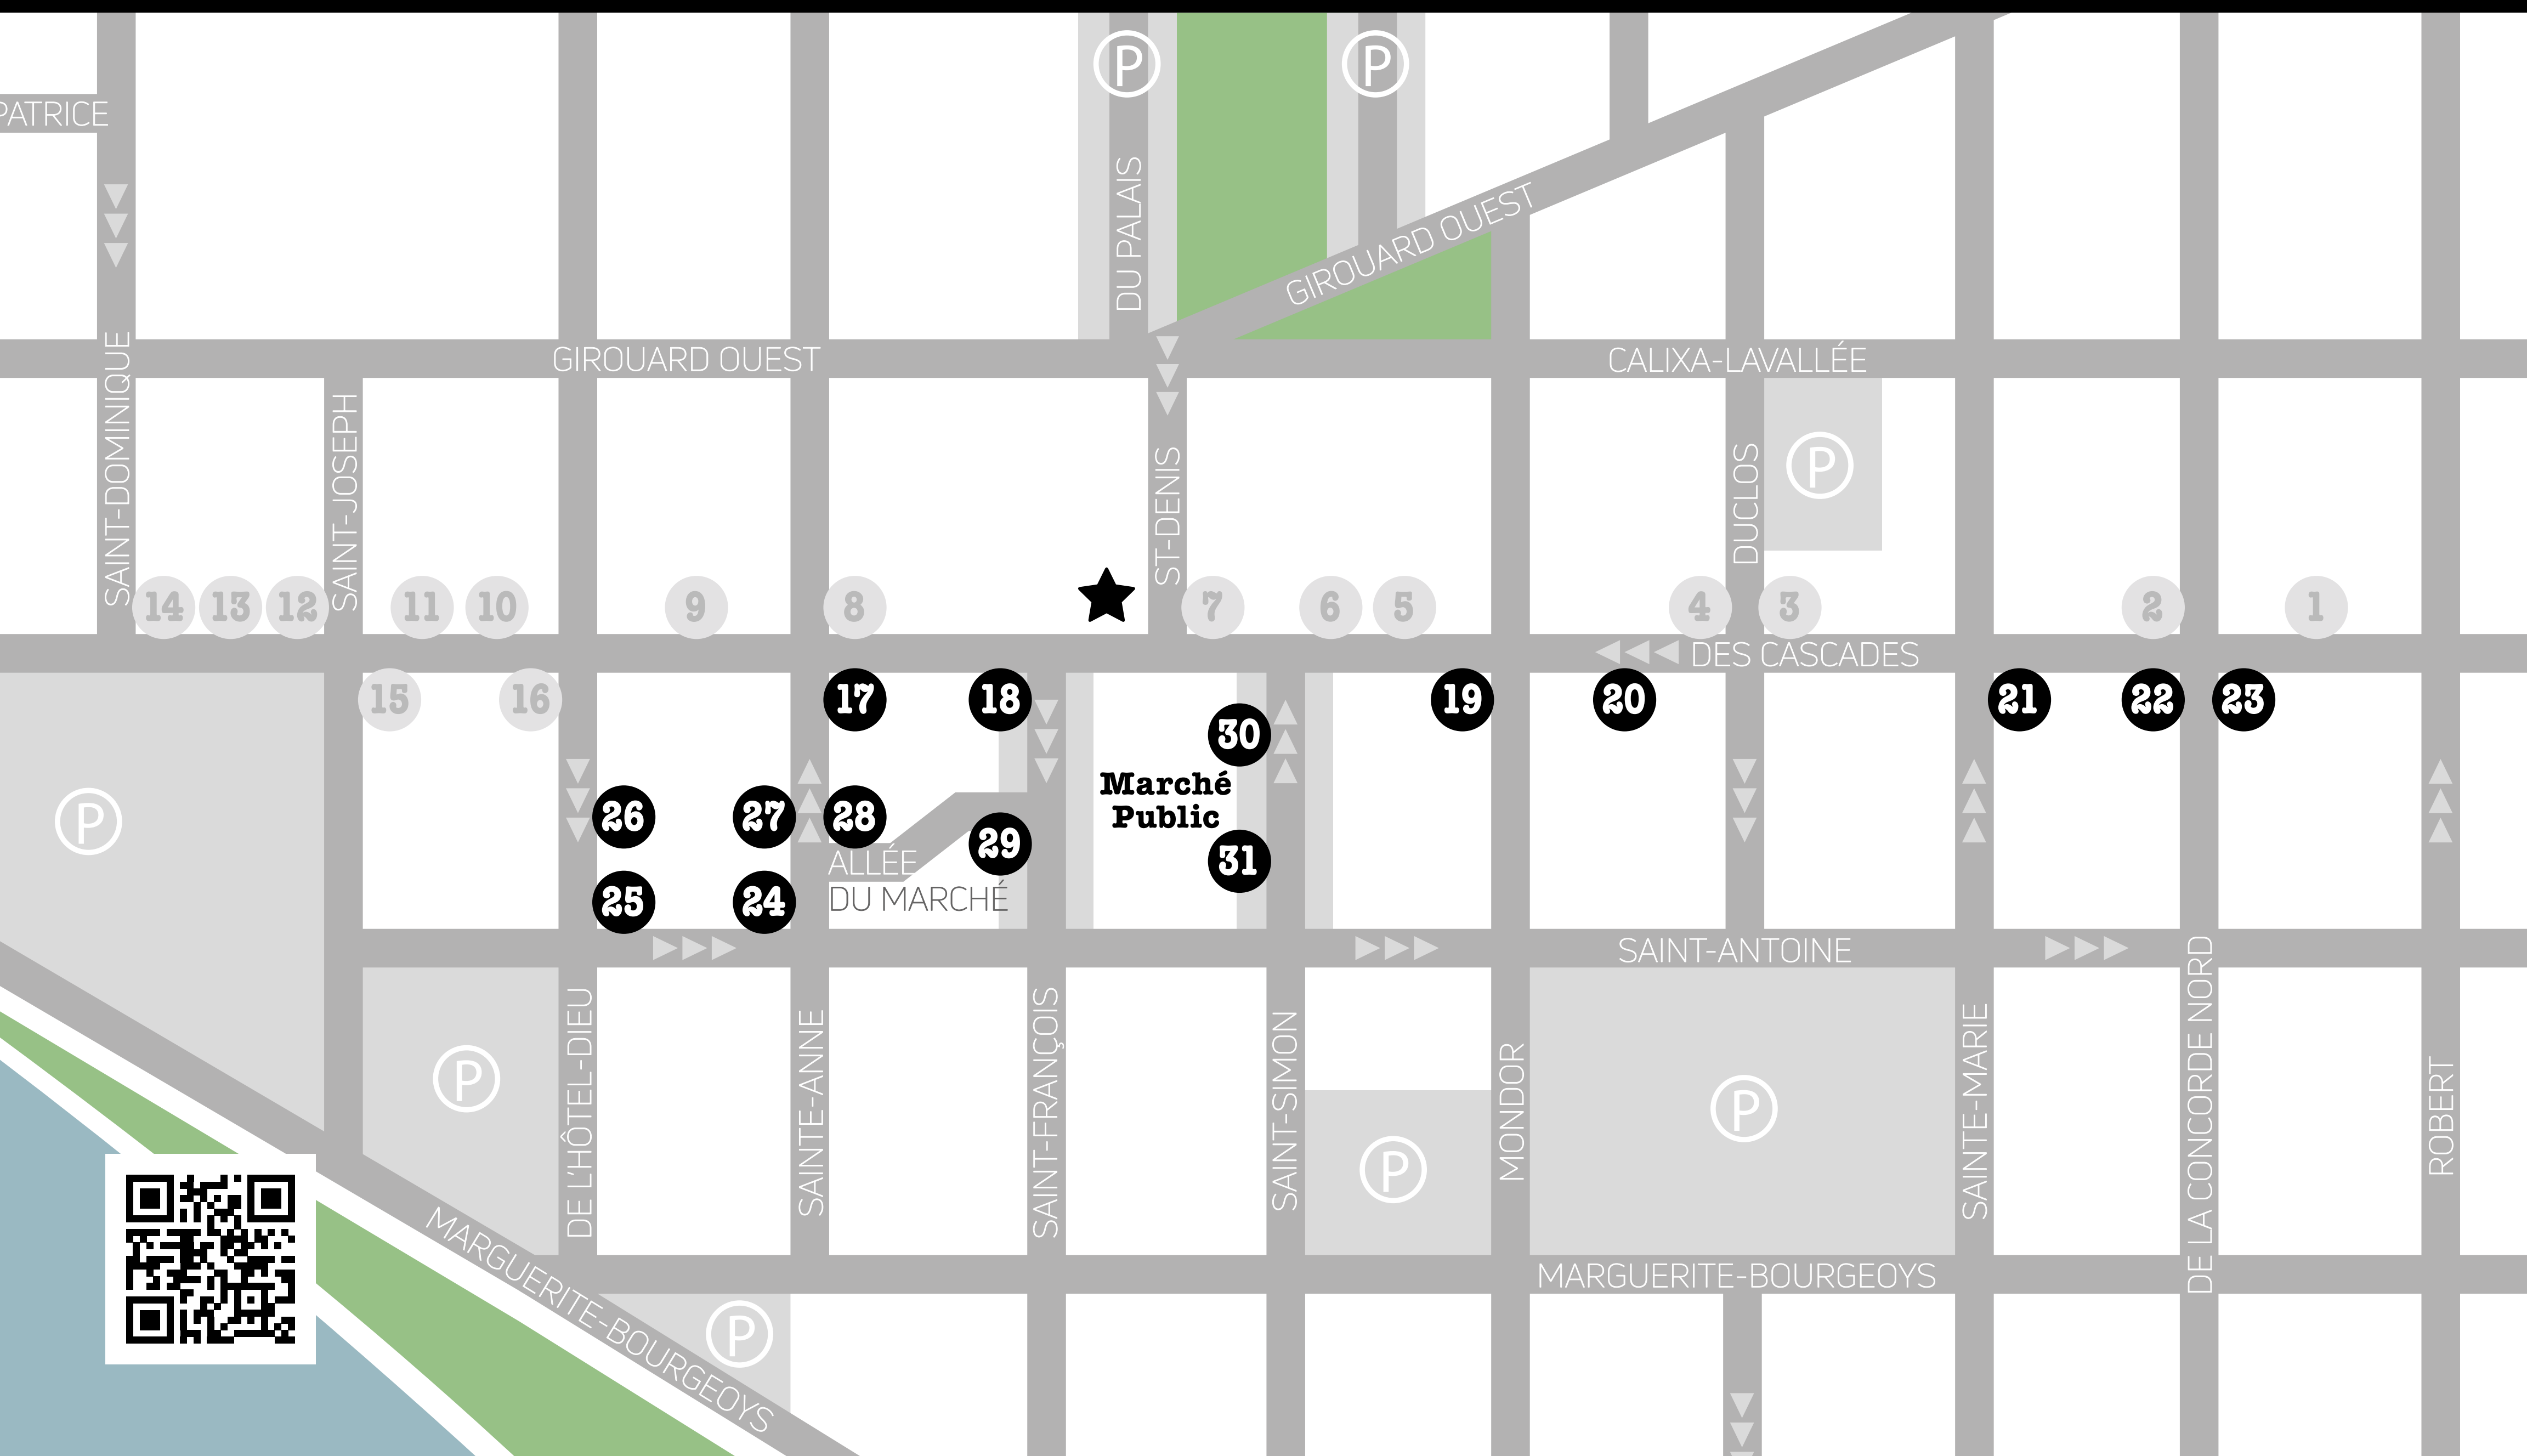 P
P
PATRICE
DU PALAIS
GIROUARD OUEST
SAINT-DOMINIQUE
GIROUARD OUEST
CALIXA-LAVALLÉE
SAINT-JOSEPH
ST-DENIS
DUCLOS
P
14
13
12
11
10
9
8
7
6
5
4
3
2
1
DES CASCADES
15
16
17
18
19
20
21
22
23
30
Marché
Public
P
26
27
28
29
31
ALLÉE
DU MARCHÉ
25
24
SAINT-ANTOINE
DE L'HÔTEL-DIEU
SAINTE-ANNE
SAINT-FRANÇOIS
SAINT-SIMON
MONDOR
SAINTE-MARIE
DE LA CONCORDE NORD
ROBERT
P
P
P
MARGUERITE-BOURGEOYS
MARGUERITE-BOURGEOYS
P